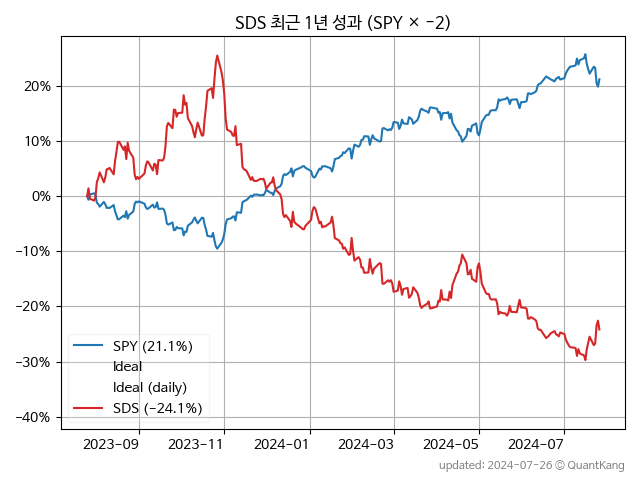 SDS 최근 1년 성과 (SPY × −2)
20%
10%
0%
−10%
−20%
−30%
−40%
SPY (21.1%)
Ideal
Ideal (daily)
SDS (−24.1%)
2023-09
2023-11
2024-01
2024-03
2024-05
2024-07
updated: 2024-07-26 © QuantKang